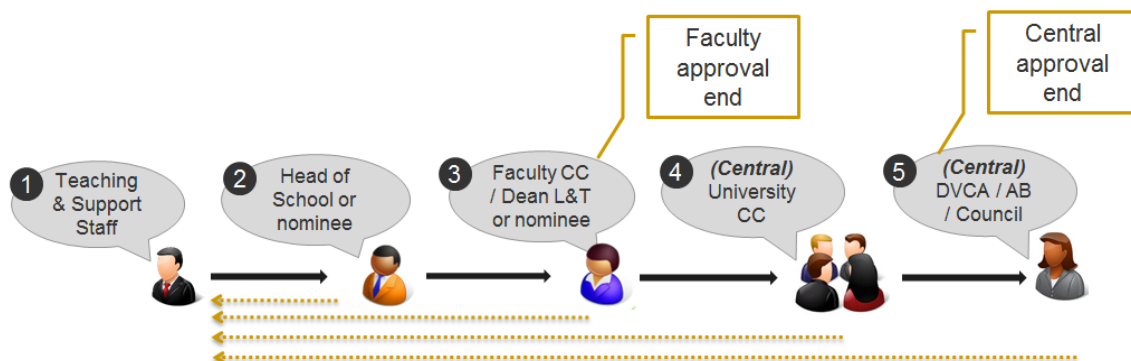 Faculty
approval
end
Central
approval
end
1
Teaching
& Support
Staff
2
Head of
School or
nominee
3
Faculty CC
/ Dean L&T
or nominee
4
(Central)
University
CC
5
(Central)
DVCA / AB
/ Council